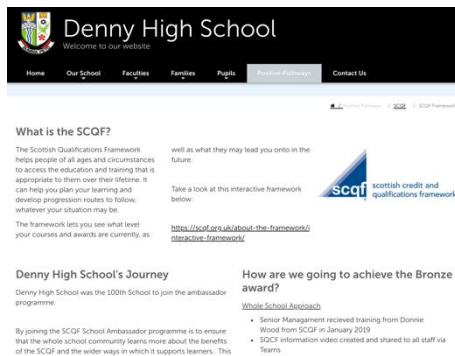 Denny High School
Welcome to our website
Home Our School Faculties Families Pupils Positive Pathways Contact Us
/ Positive Pathways / SCQF / SCQF Framework
What is the SCQF?
The Scottish Qualifications Framework
helps people of all ages and circumstances
to access the education and training that is
appropriate to them over their lifetime. It
can help you plan your learning and
develop progression routes to follow,
whatever your situation may be.
The framework lets you see what level
your courses and awards are currently, as
well as what they may lead you onto in the
future.
Take a look at this interactive framework
below:
https://scqf.org.uk/about-the-framework/i
nteractive-framework/
scqf
scottish credit and
qualifications framework
Denny High School's Journey
Denny High School was the 100th School to join the ambassador
programme.
By joining the SCQF School Ambassador programme is to ensure
that the whole school community learns more about the benefits
of the SCQF and the wider ways in which it supports learners. This
How are we going to achieve the Bronze
award?
Whole School Approach
• Senior Managament recieved training from Donnie
Wood from SCQF in January 2019
• SQCF information video created and shared to all staff via
Teams